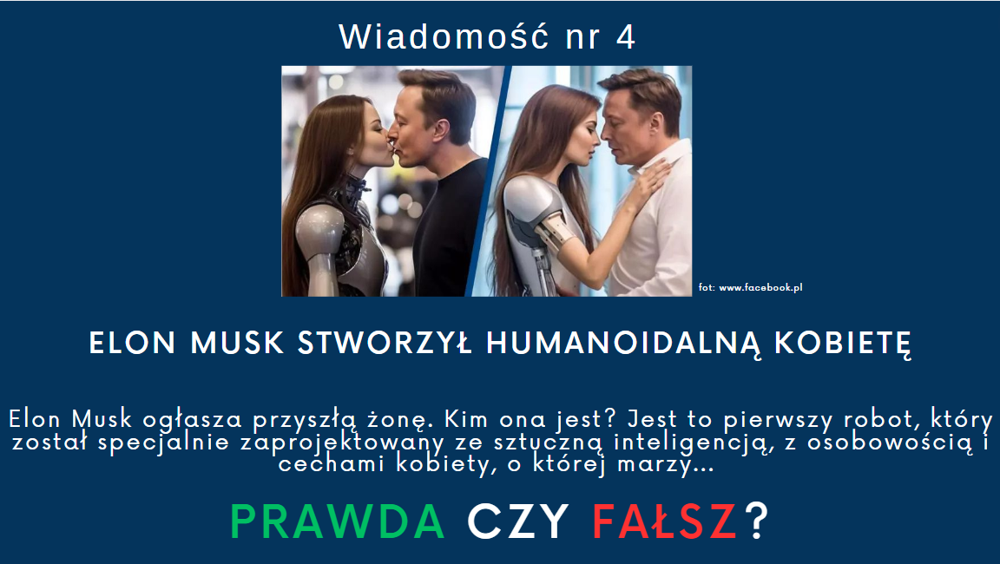 Wiadomość nr 4
fot: www.facebook.pl
ELON MUSK STWORZYŁ HUMANOIDALNĄ KOBIETĘ
Elon Musk ogłasza przyszłą żonę. Kim ona jest? Jest to pierwszy robot, który
został specjalnie zaprojektowany ze sztuczną inteligencją, z osobowością i
cechami kobiety, o której marzy...
PRAWDA CZY FAŁSZ?